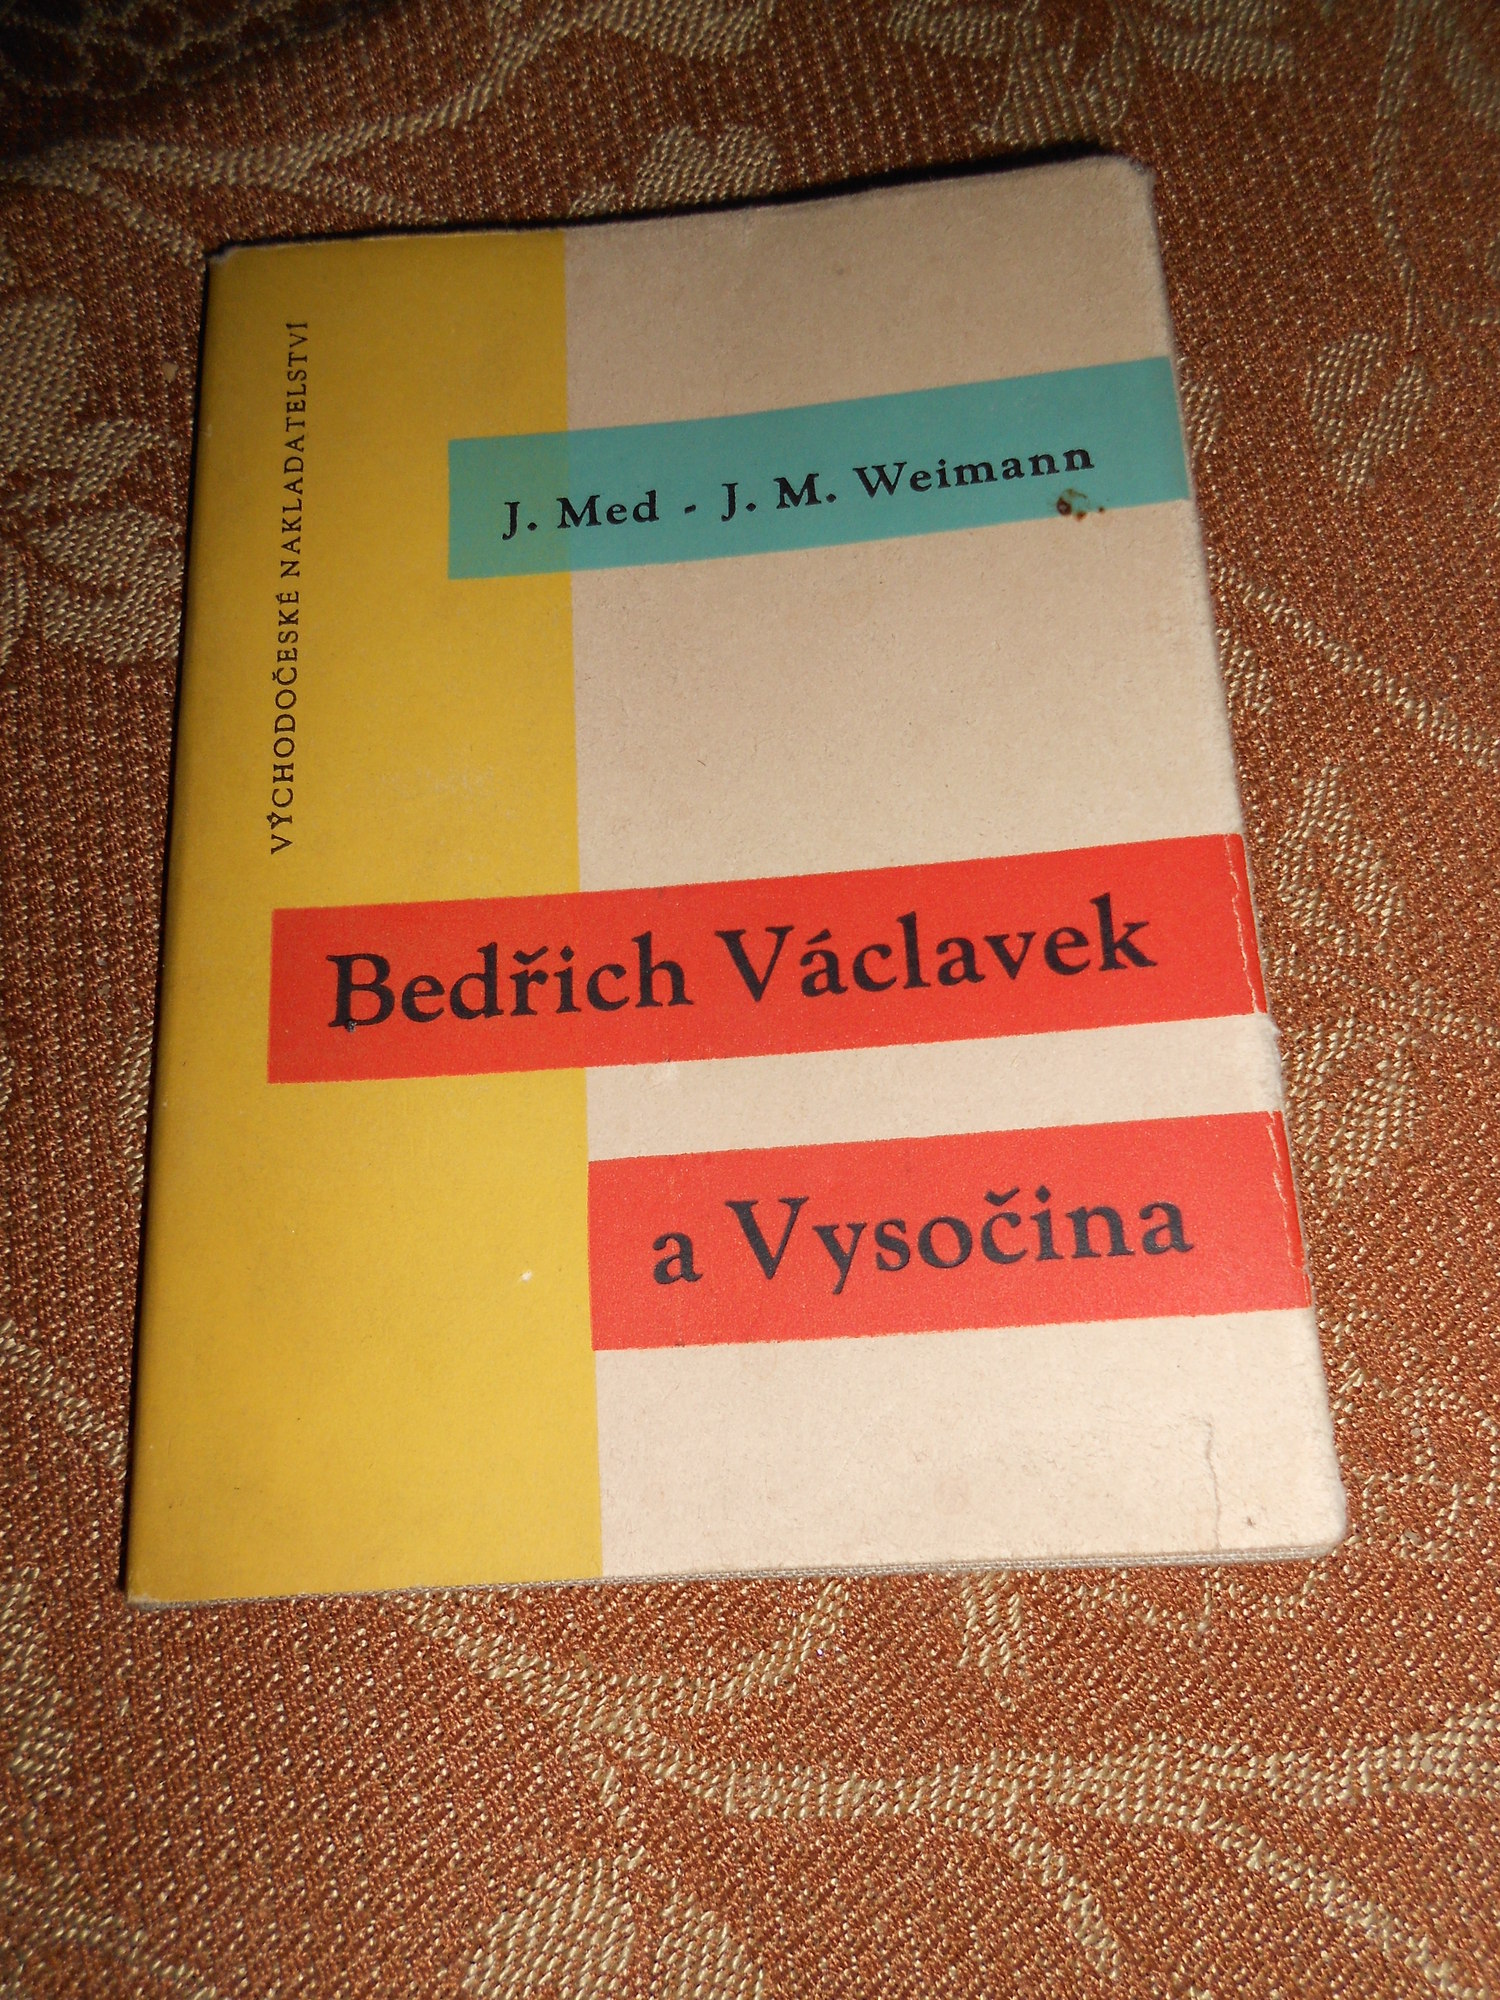 VÝCHODOČESKÉ NAKLADATELSTVÍ
J. Med - J. M. Weimann
Bedřich Václavek
a Vysočina